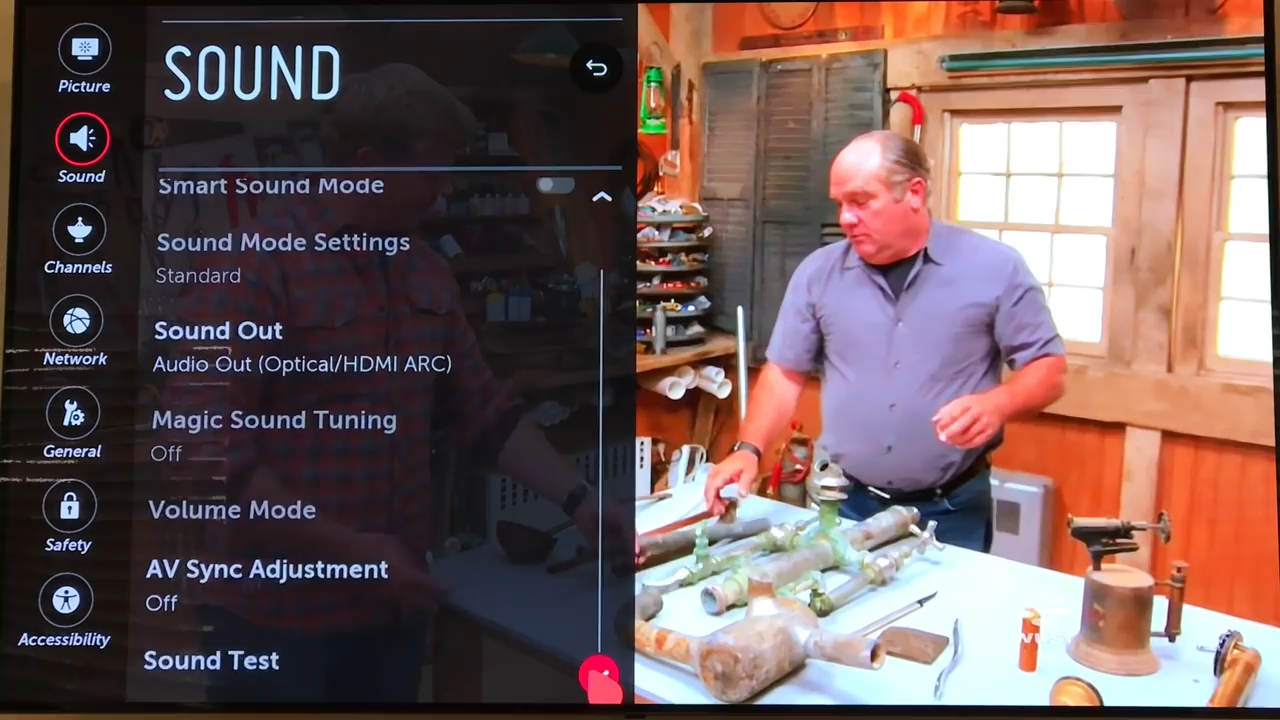 Picture
Sound
Channels
Network
General
Safety
Accessibility
SOUND
Smart Sound Mode
Sound Mode Settings
Standard
Sound Out
Audio Out (Optical/HDMI ARC)
Magic Sound Tuning
Off
Volume Mode
AV Sync Adjustment
Off
Sound Test